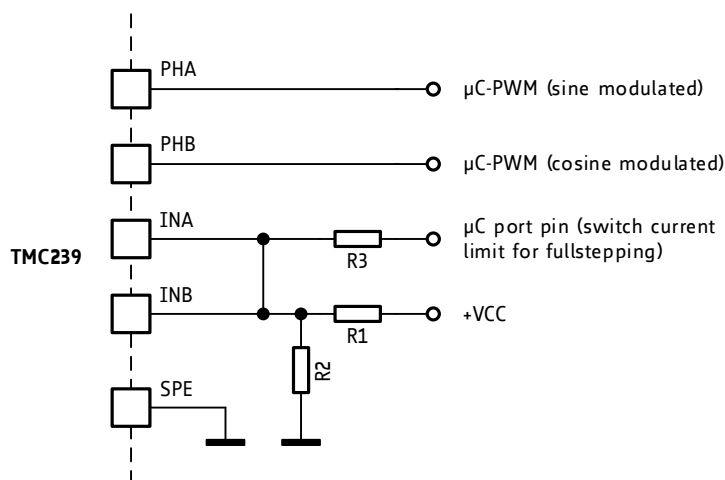 PHA
µC-PWM (sine modulated)
PHB
µC-PWM (cosine modulated)
INA
µC port pin (switch current
limit for fullstepping)
R3
TMC239
INB
+VCC
R1
R2
SPE